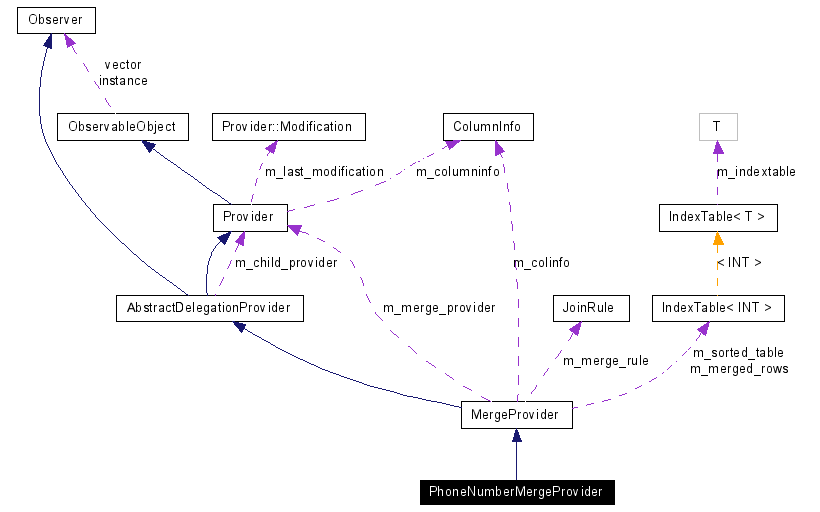 Observer
vector
instance
ObservableObject
Provider::Modification
ColumnInfo
T
m_last_modification
m_columninfo
m_indextable
Provider
IndexTable< T >
m_child_provider
m_colinfo
< INT >
AbstractDelegationProvider
m_merge_provider
JoinRule
IndexTable< INT >
m_merge_rule
m_sorted_table
m_merged_rows
MergeProvider
PhoneNumberMergeProvider